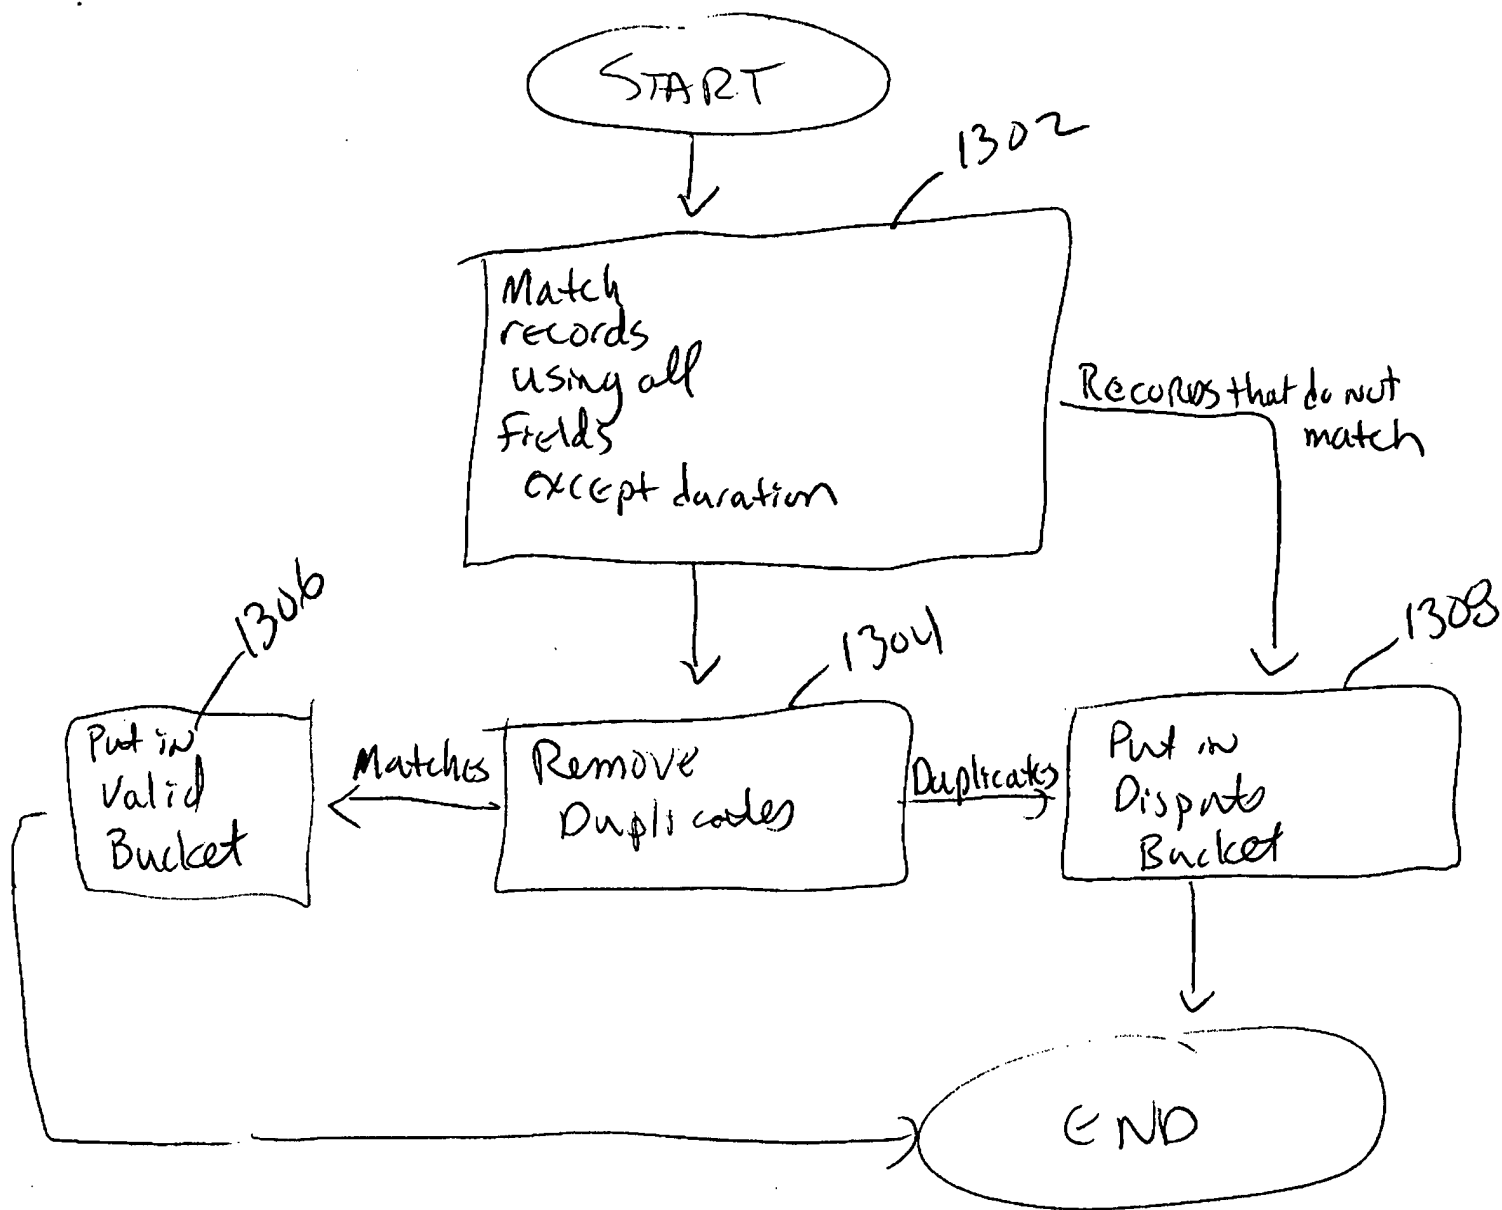 START
1302
Match
records
using all
fields
except duration
Records that do not
match
1306
1304
1308
Put in
Valid
Bucket
Matches
Remove
Duplicates
Duplicates
Put in
Dispute
Bucket
END